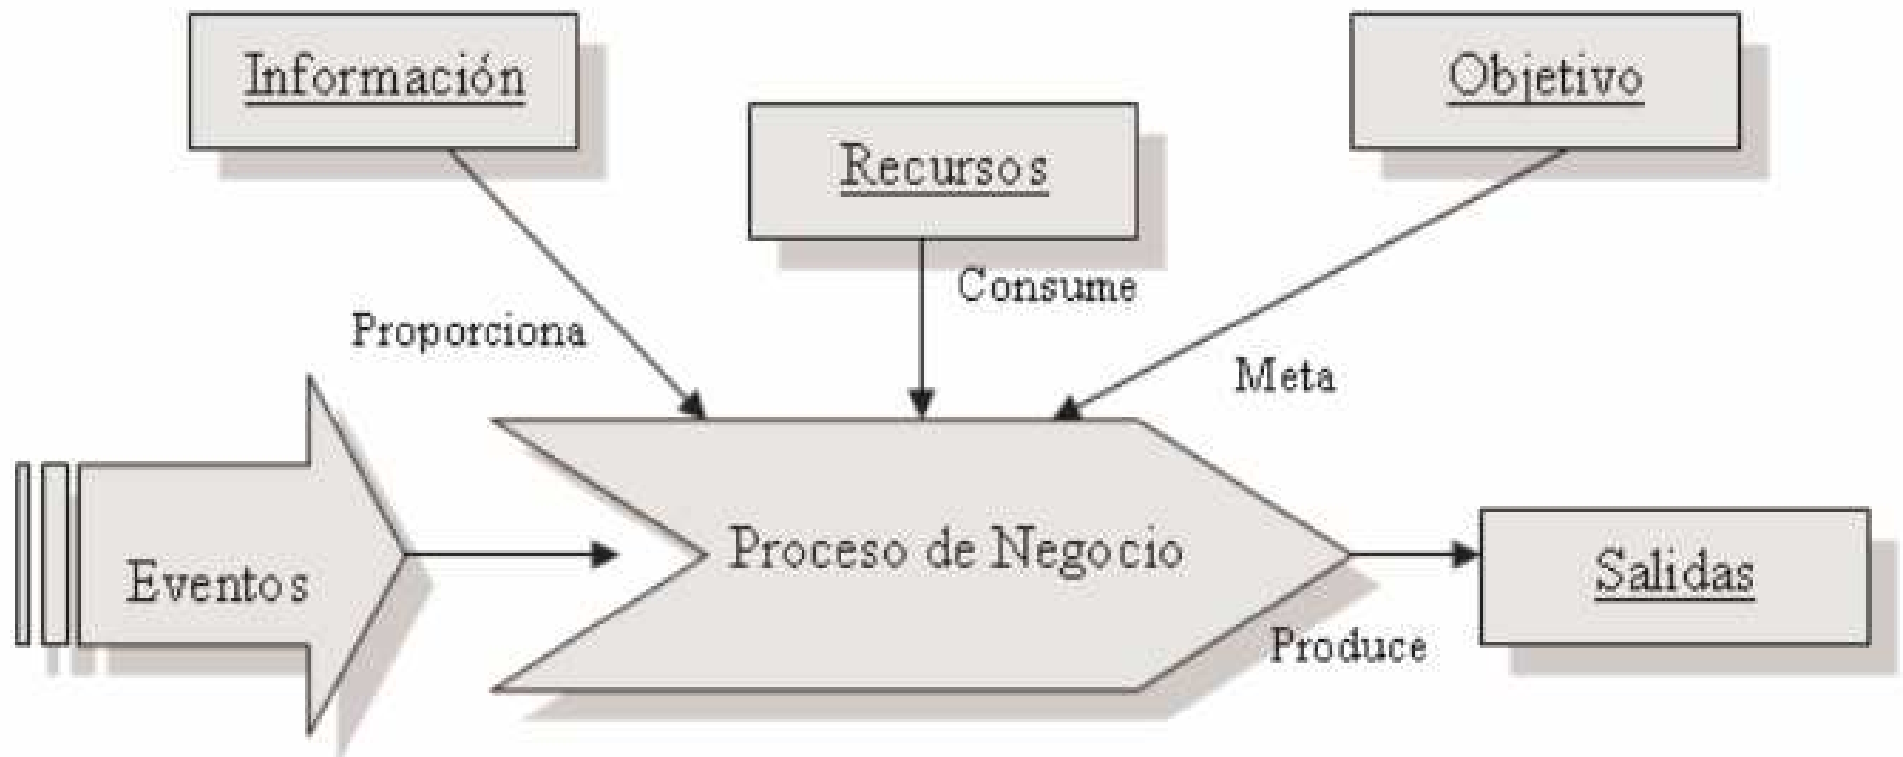 Información
Objetivo
Recursos
Consume
Proporciona
Meta
Eventos
Proceso de Negocio
Salidas
Produce